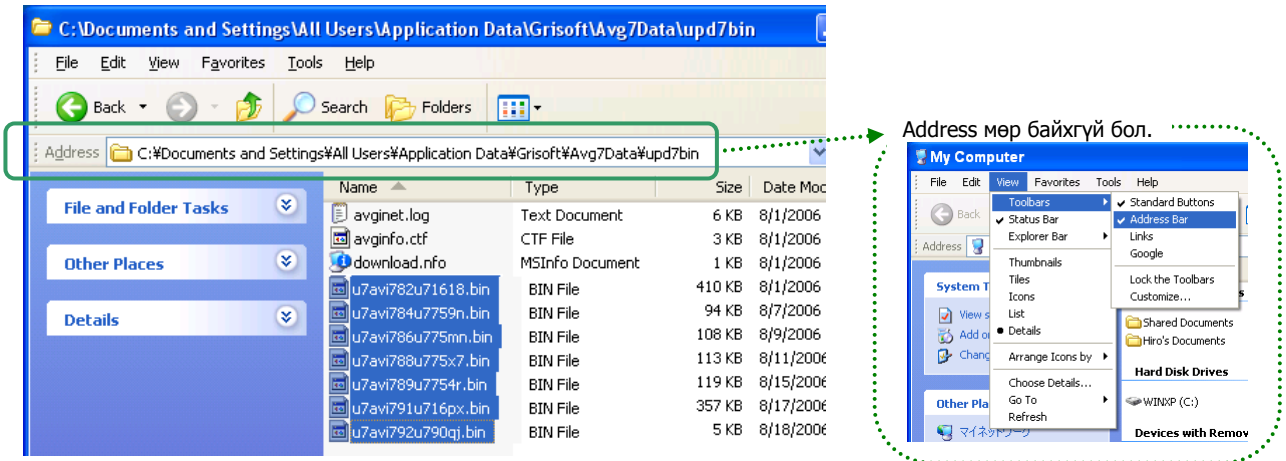 C:\Documents and Settings\All Users\Application Data\Grisoft\Avg7Data\upd7bin
File Edit View Favorites Tools Help
Back Search Folders
Address C:¥Documents and Settings¥All Users¥Application Data¥Grisoft¥Avg7Data¥upd7bin
File and Folder Tasks
Other Places
Details
Name Type Size Date Mod
avginet.log Text Document 6 KB 8/1/2006
avginfo.ctf CTF File 3 KB 8/1/2006
download.nfo MSInfo Document 1 KB 8/1/2006
u7avi782u71618.bin BIN File 410 KB 8/1/2006
u7avi784u7759n.bin BIN File 94 KB 8/7/2006
u7avi786u775mn.bin BIN File 108 KB 8/9/2006
u7avi788u775x7.bin BIN File 113 KB 8/11/2006
u7avi789u7754r.bin BIN File 119 KB 8/15/2006
u7avi791u716px.bin BIN File 357 KB 8/17/2006
u7avi792u790qj.bin BIN File 5 KB 8/18/2006
Address мөр байхгүй бол.
My Computer
File Edit View Favorites Tools Help
Back
Address
System T
View s
Add o
Chang
Other Pla
マイネットワーク
Toolbars
Status Bar
Explorer Bar
Thumbnails
Tiles
Icons
List
Details
Arrange Icons by
Choose Details...
Go To
Refresh
Standard Buttons
Address Bar
Links
Google
Lock the Toolbars
Customize...
Shared Documents
Hiro's Documents
Hard Disk Drives
WINXP (C:)
Devices with Remov